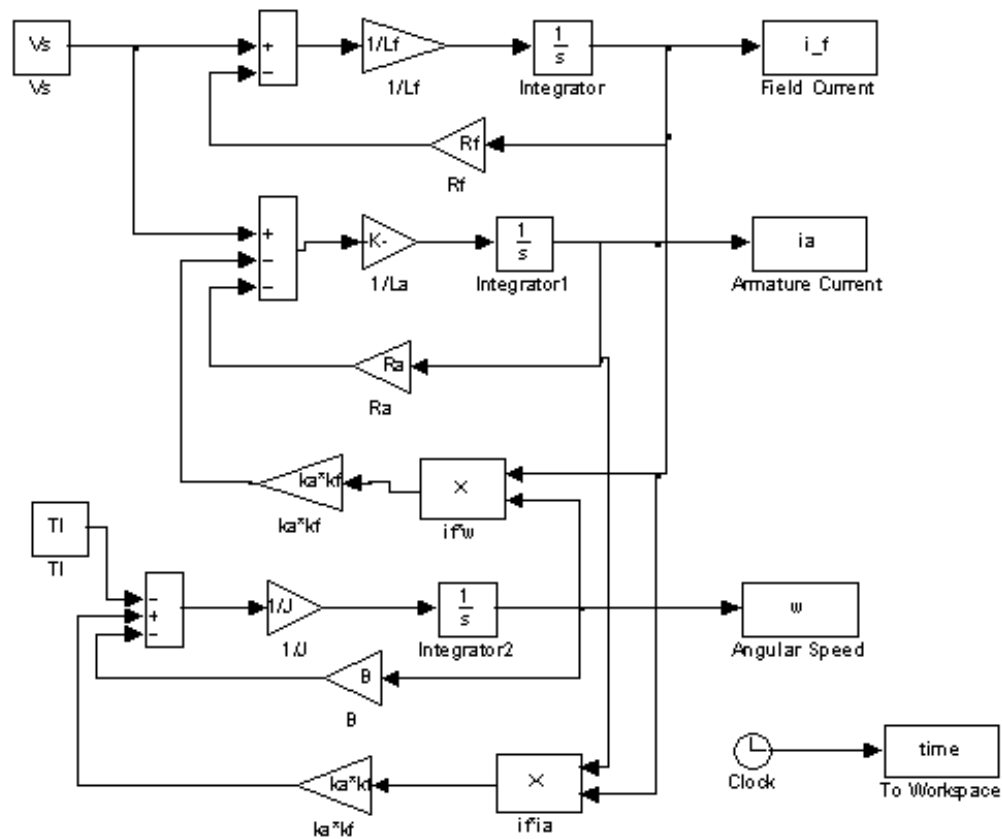 Vs
+
−
1/Lf
1
s
i_f
Vs
1/Lf
Integrator
Field Current
Rf
Rf
+
−
−
-K-
1
s
ia
1/La
Integrator1
Armature Current
Ra
Ra
ka*kf
×
ka*kf
if*w
Tl
Tl
−
+
−
1/J
1
s
w
1/J
Integrator2
Angular Speed
B
B
ka*kf
×
time
Clock
To Workspace
ka*kf
if*ia